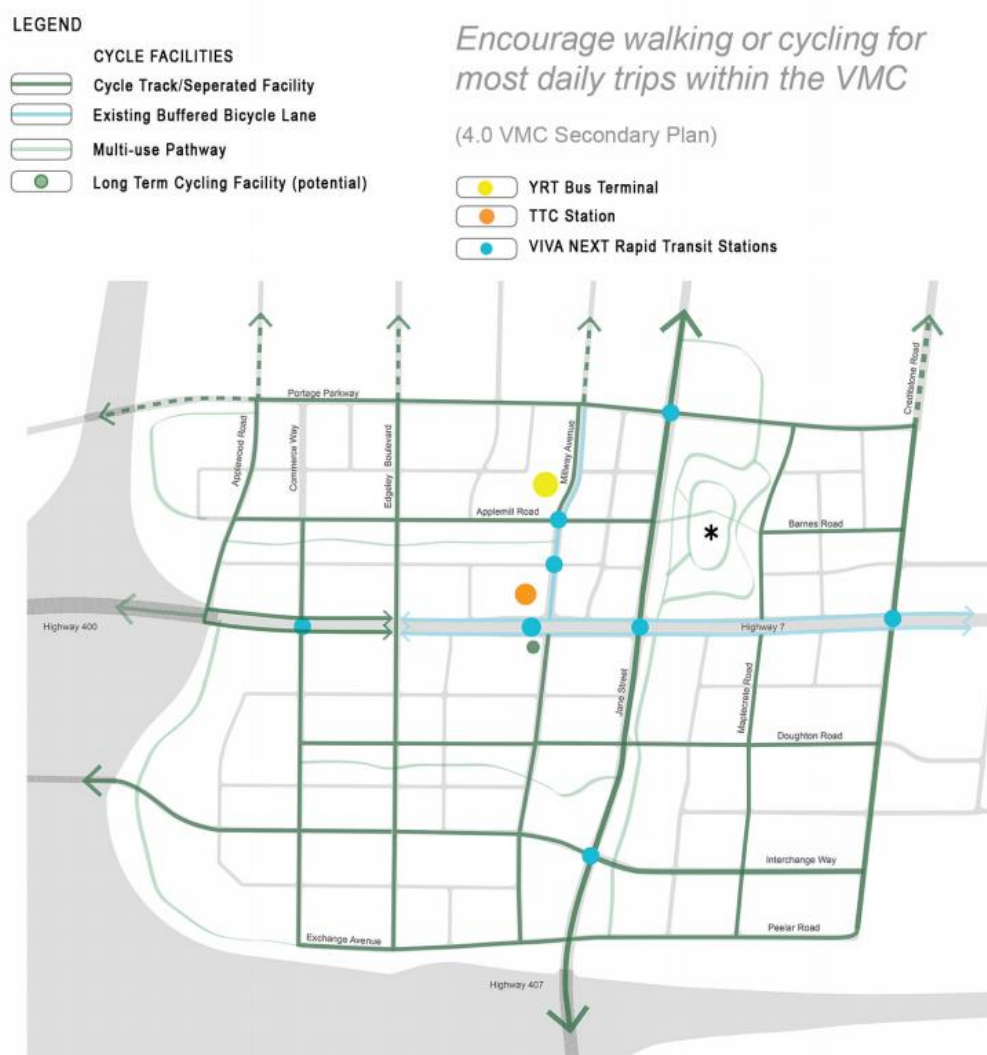 LEGEND
CYCLE FACILITIES
Cycle Track/Seperated Facility
Existing Buffered Bicycle Lane
Multi-use Pathway
Long Term Cycling Facility (potential)
Encourage walking or cycling for
most daily trips within the VMC
(4.0 VMC Secondary Plan)
YRT Bus Terminal
TTC Station
VIVA NEXT Rapid Transit Stations
Portage Parkway
Applewood Road
Commerce Way
Edgeley Boulevard
Millway Avenue
Creditstone Road
Applemill Road
Barnes Road
*
Highway 400
Highway 7
Jane Street
Maplecrete Road
Doughton Road
Interchange Way
Exchange Avenue
Peelar Road
Highway 407